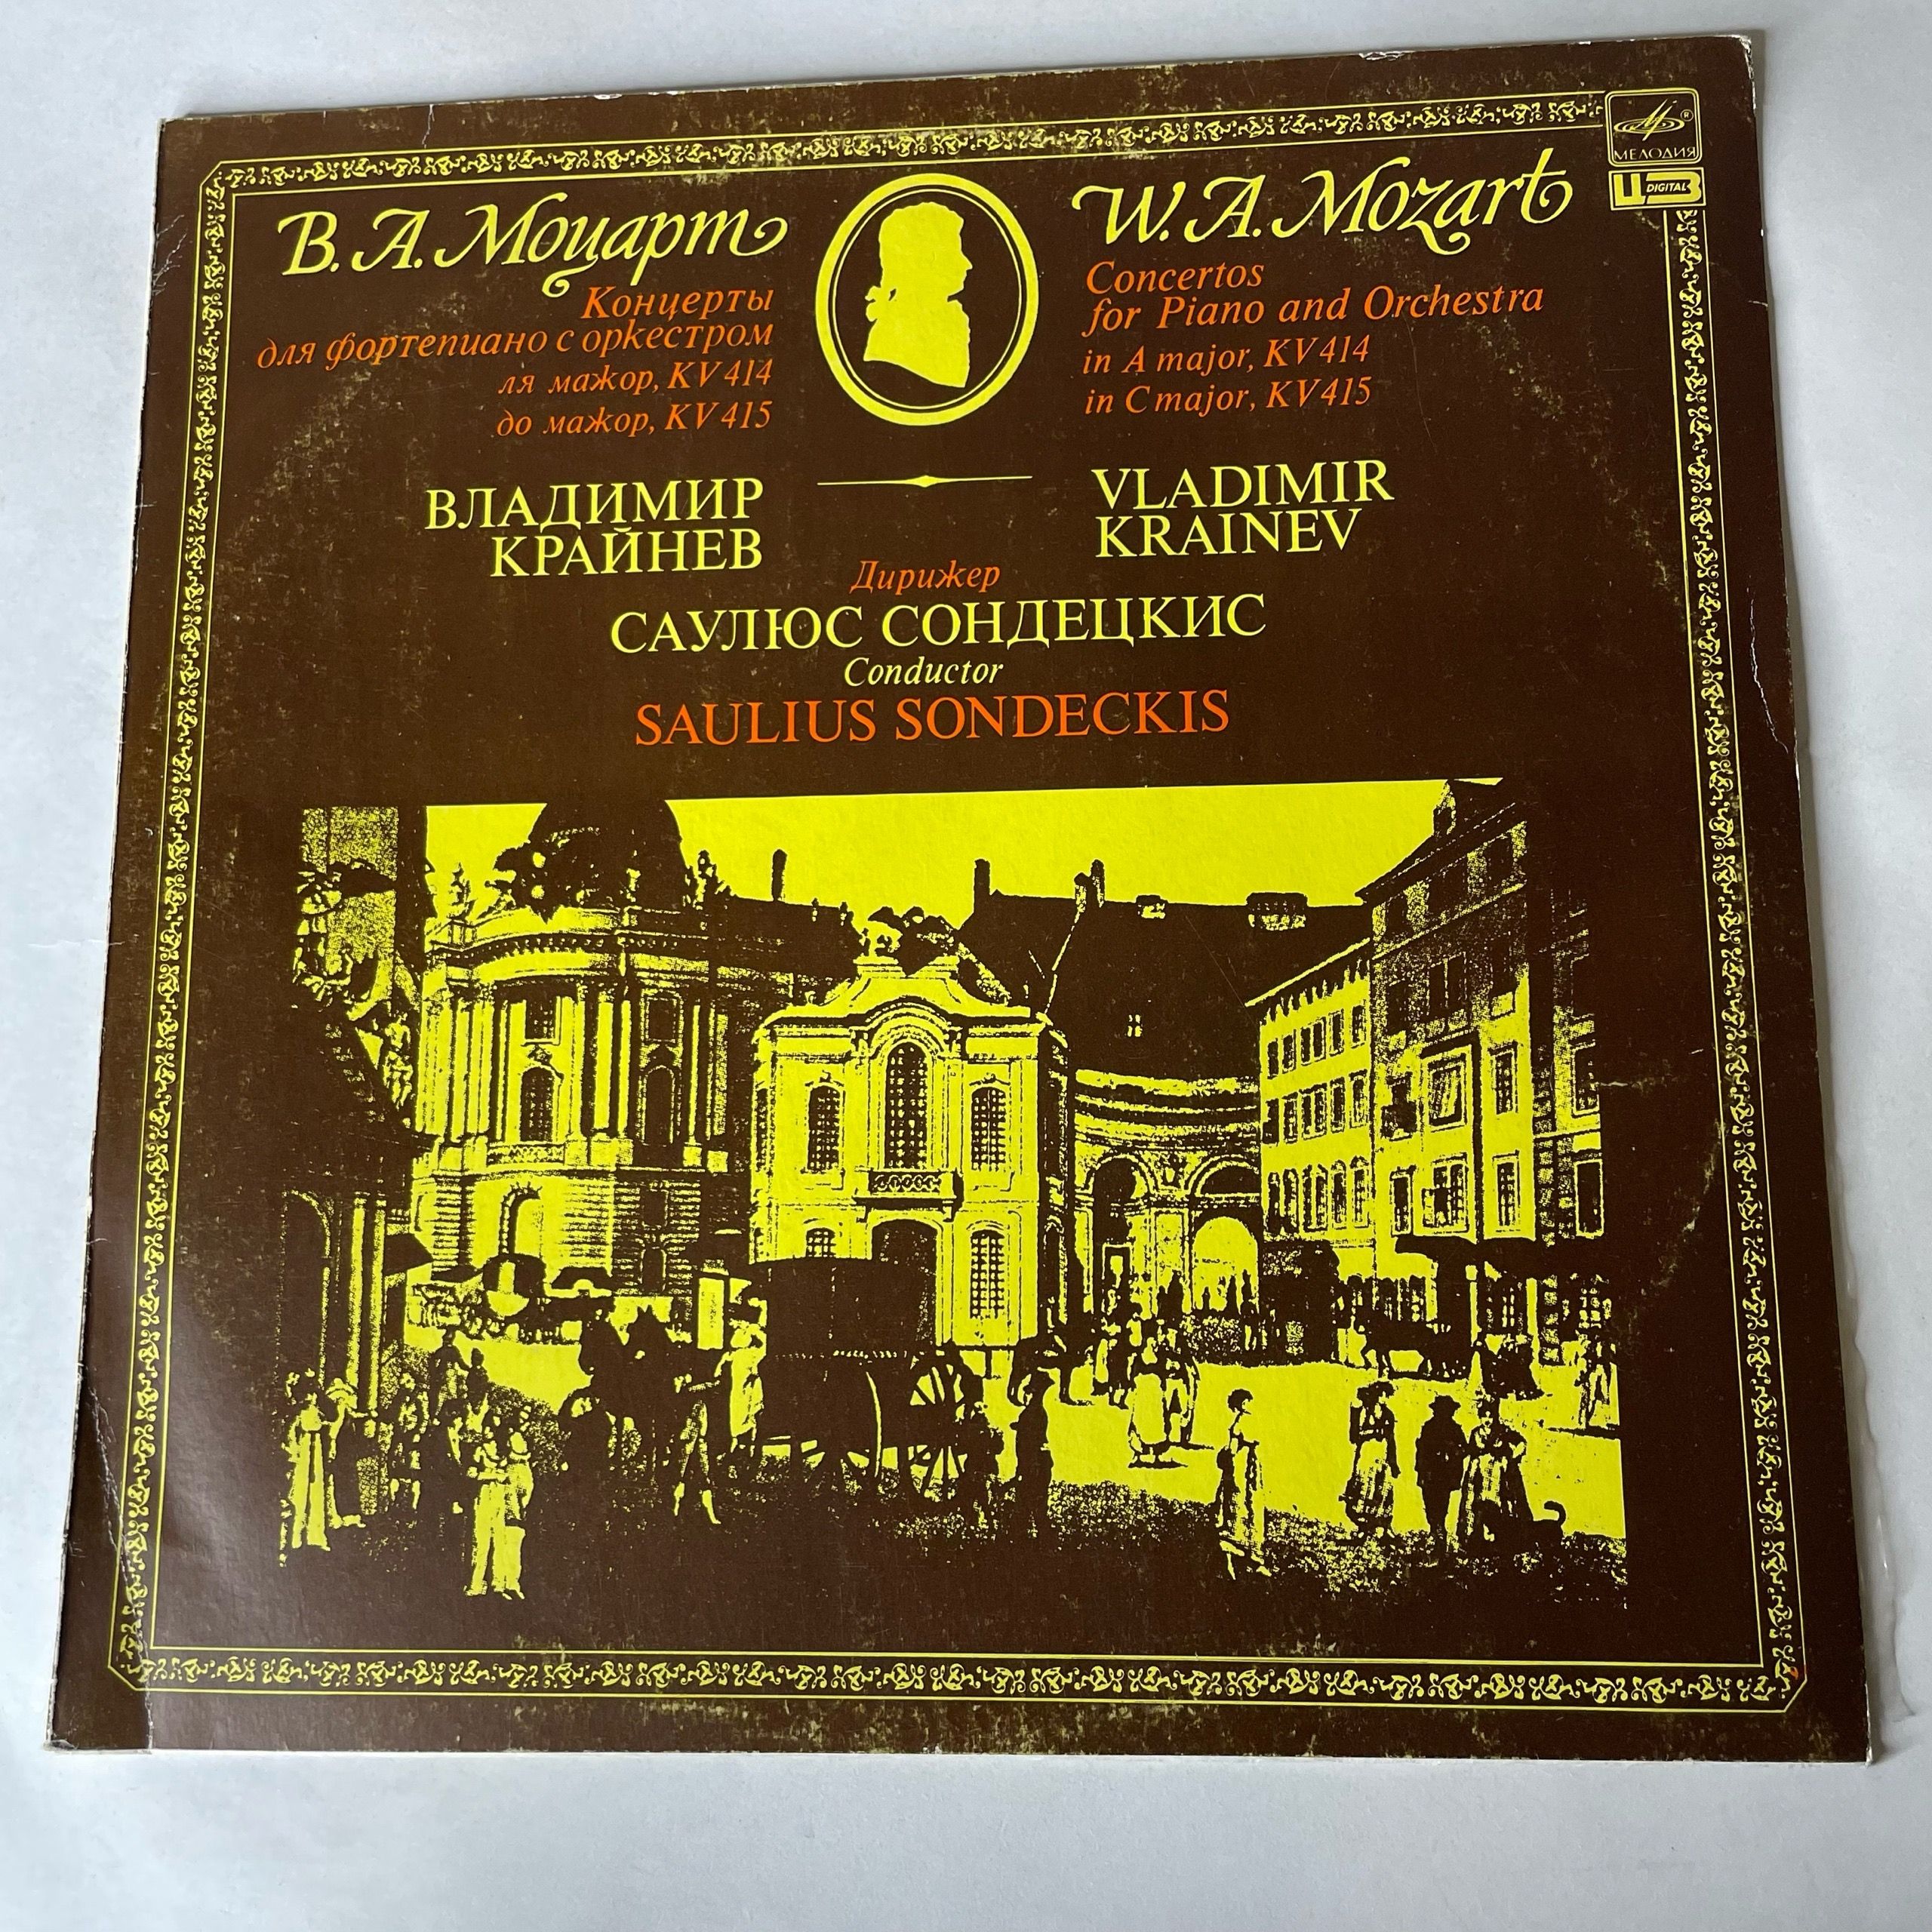 В. А. Моцарт
Концерты
для фортепиано с оркестром
ля мажор, KV 414
до мажор, KV 415
W. A. Mozart
Concertos
for Piano and Orchestra
in A major, KV 414
in C major, KV 415
® МЕЛОДИЯ
ЦЗ DIGITAL
ВЛАДИМИР
КРАЙНЕВ
VLADIMIR
KRAINEV
Дирижер
САУЛЮС СОНДЕЦКИС
Conductor
SAULIUS SONDECKIS